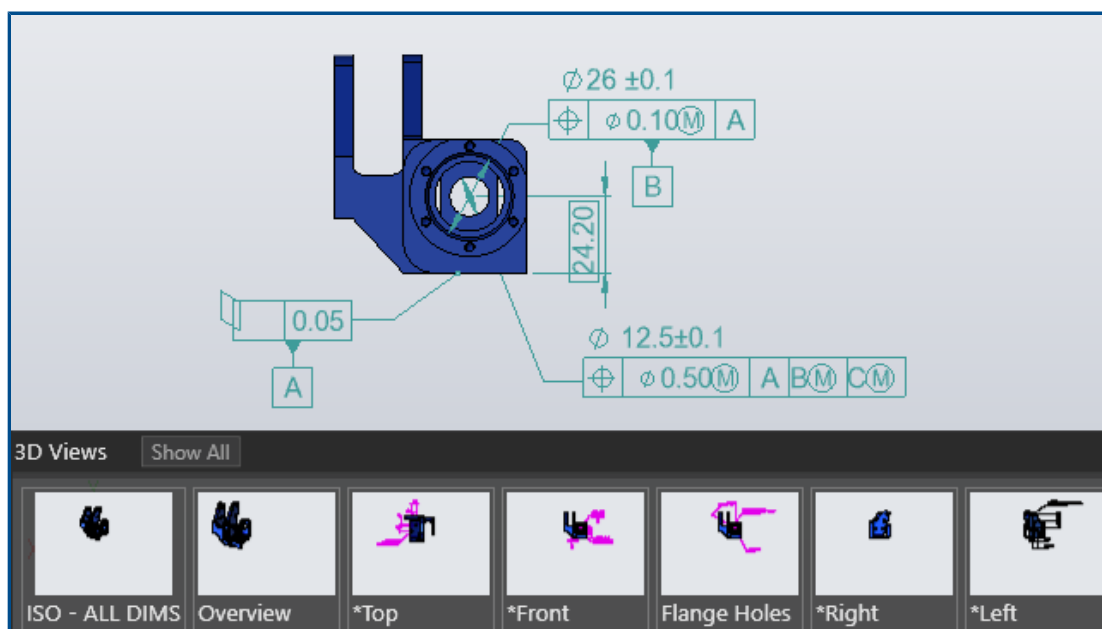 ⌀26 ±0.1
⌖ ⌀0.10Ⓜ A
B
24.20
0.05
A
⌀ 12.5±0.1
⌖ ⌀0.50Ⓜ A BⓂ CⓂ
3D Views Show All
ISO - ALL DIMS Overview *Top *Front Flange Holes *Right *Left